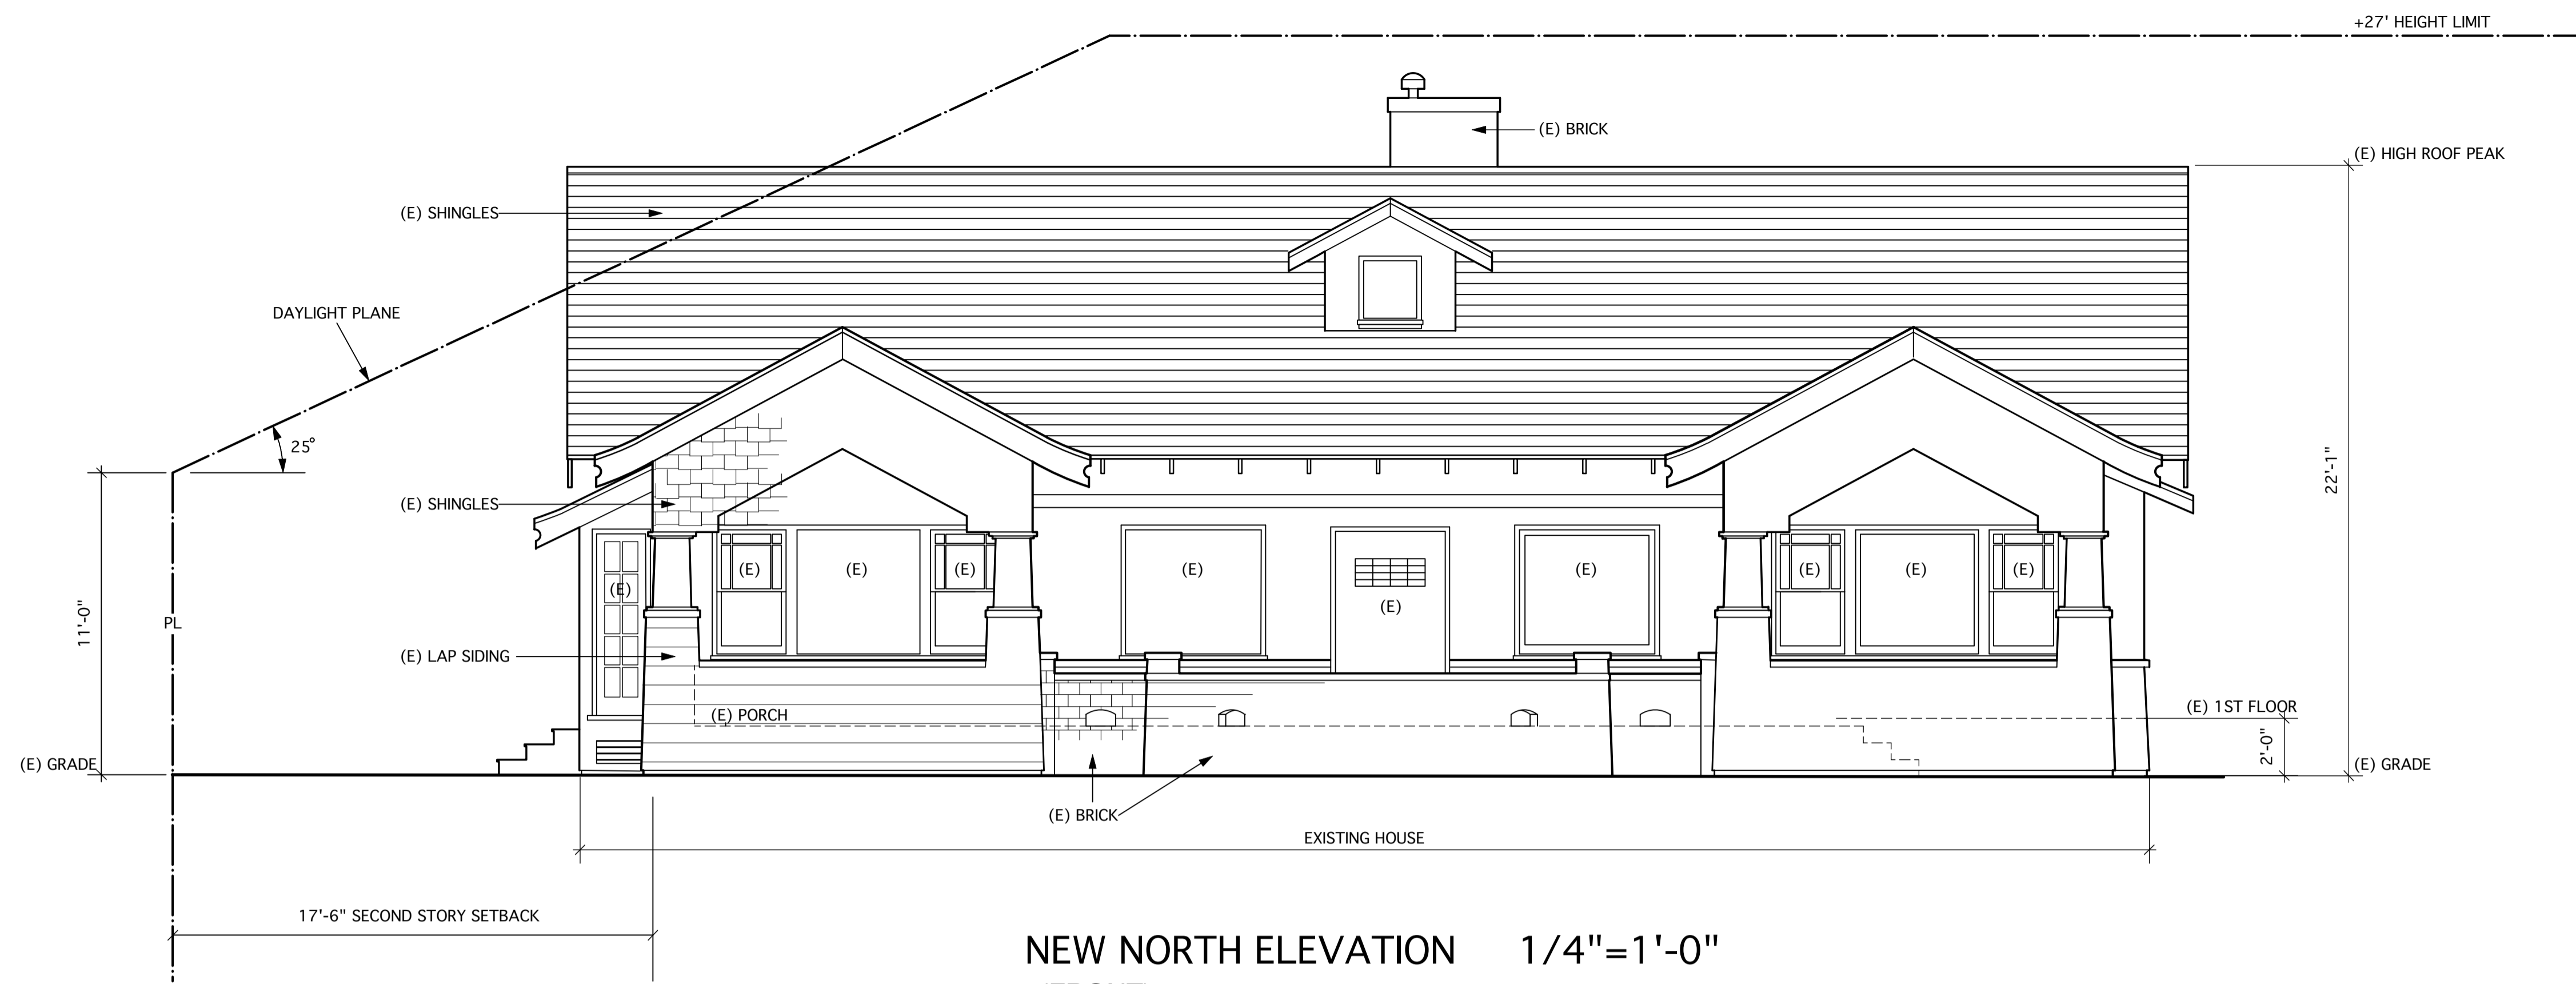 +27' HEIGHT LIMIT
(E) BRICK
(E) HIGH ROOF PEAK
(E) SHINGLES
DAYLIGHT PLANE
25°
22'-1"
(E) SHINGLES
(E)
(E)
(E)
(E)
(E)
(E)
(E)
(E)
(E)
(E)
11'-0"
PL
(E) LAP SIDING
(E) PORCH
(E) 1ST FLOOR
2'-0"
(E) GRADE
(E) GRADE
(E) BRICK
EXISTING HOUSE
17'-6" SECOND STORY SETBACK
NEW NORTH ELEVATION 1/4"=1'-0"